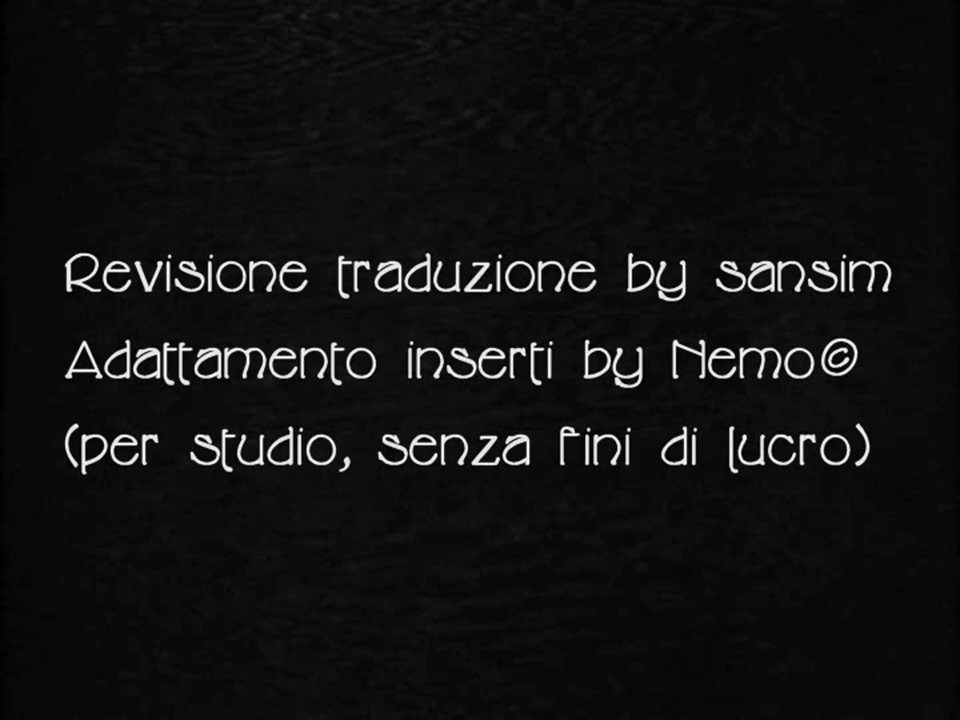 Revisione traduzione by sansim
Adattamento inserti by Nemo©
(per studio, senza fini di lucro)